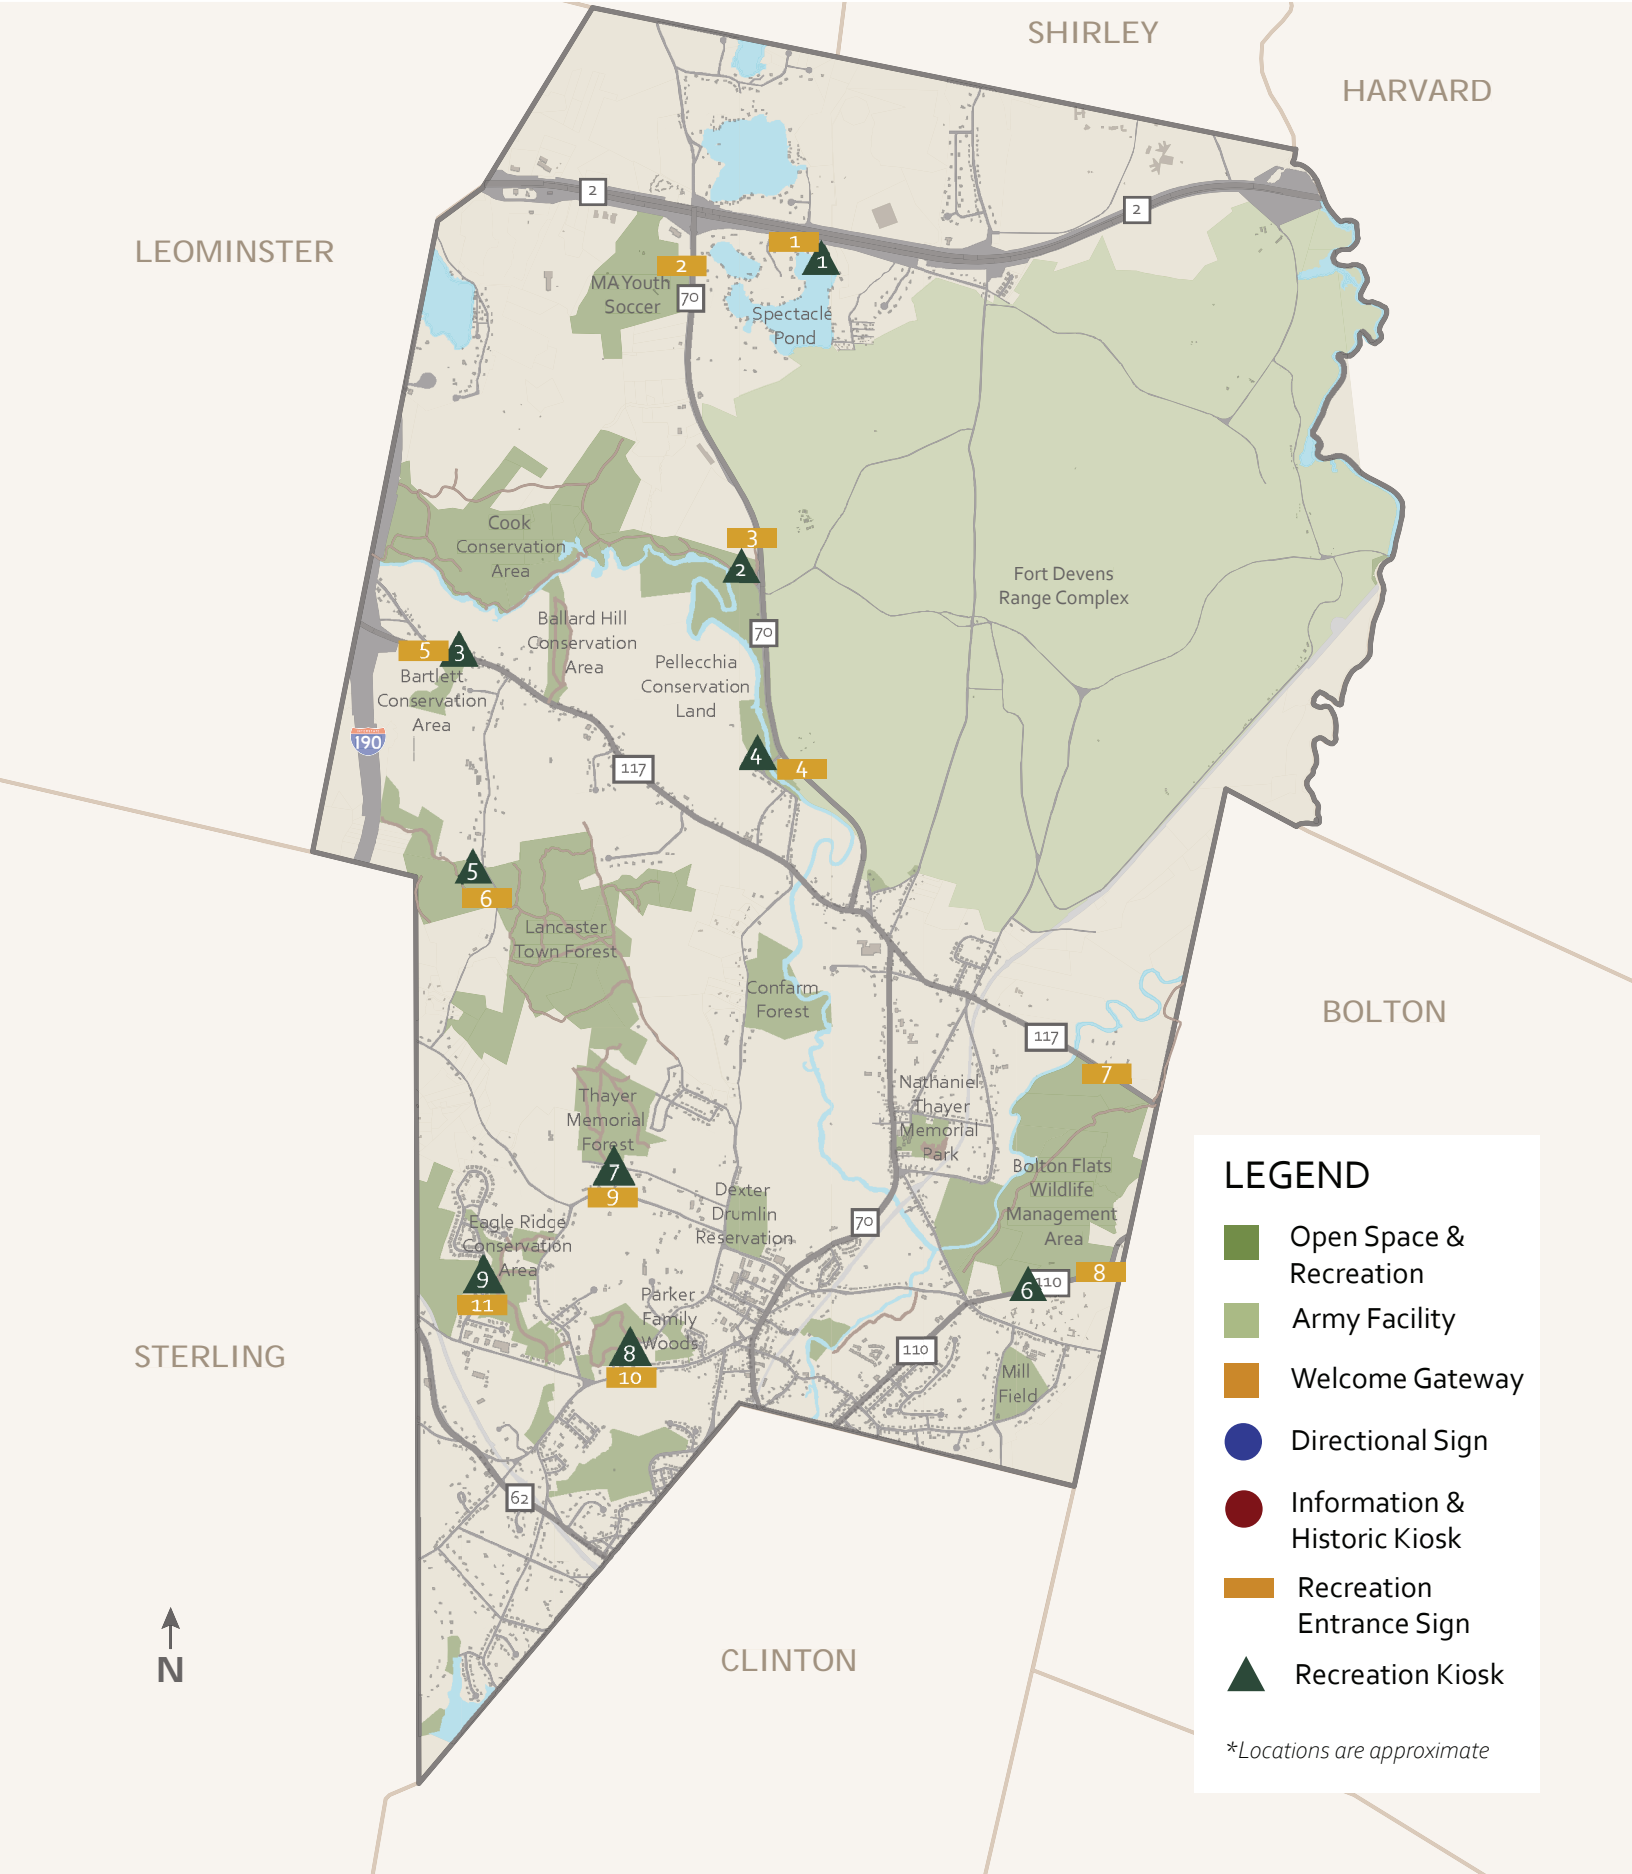 SHIRLEY
HARVARD
LEOMINSTER
2
2
1
1
2
MA Youth
Soccer
70
Spectacle
Pond
Cook
Conservation
Area
3
2
Fort Devens
Range Complex
Ballard Hill
Conservation
Area
70
5
3
Bartlett
Conservation
Area
Pellecchia
Conservation
Land
190
117
4
4
5
6
Lancaster
Town Forest
Confarm
Forest
BOLTON
117
7
Nathaniel
Thayer
Memorial
Park
Thayer
Memorial
Forest
7
9
Bolton Flats
Wildlife
Management
Area
Dexter
Drumlin
Reservation
70
Eagle Ridge
Conservation
Area
9
11
6
110
8
Parker
Family
Woods
8
10
110
Mill
Field
STERLING
62
CLINTON
N
LEGEND
Open Space &
Recreation
Army Facility
Welcome Gateway
Directional Sign
Information &
Historic Kiosk
Recreation
Entrance Sign
Recreation Kiosk
*Locations are approximate